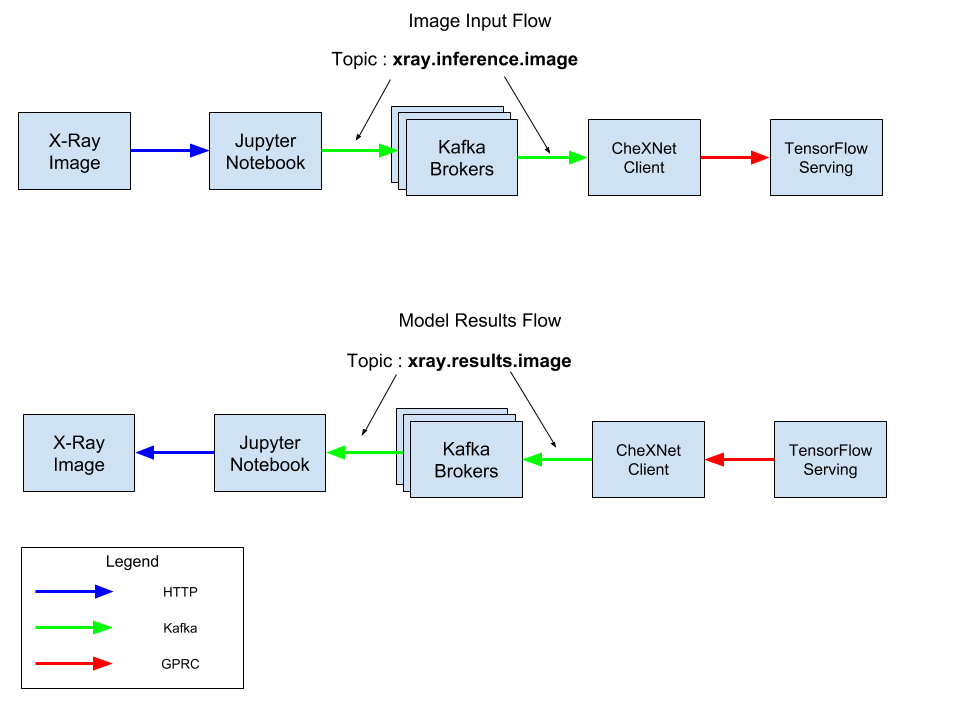 Image Input Flow
Topic : xray.inference.image
X-Ray
Image
Jupyter
Notebook
Kafka
Brokers
CheXNet
Client
TensorFlow
Serving
Model Results Flow
Topic : xray.results.image
X-Ray
Image
Jupyter
Notebook
Kafka
Brokers
CheXNet
Client
TensorFlow
Serving
Legend
HTTP
Kafka
GPRC